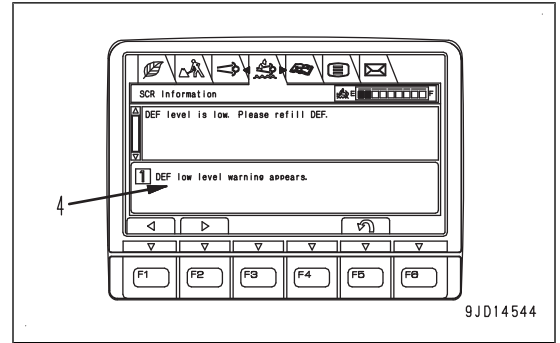 SCR Information
E F
DEF level is low. Please refill DEF.
1 DEF low level warning appears.
4
F1 F2 F3 F4 F5 F6
9JD14544